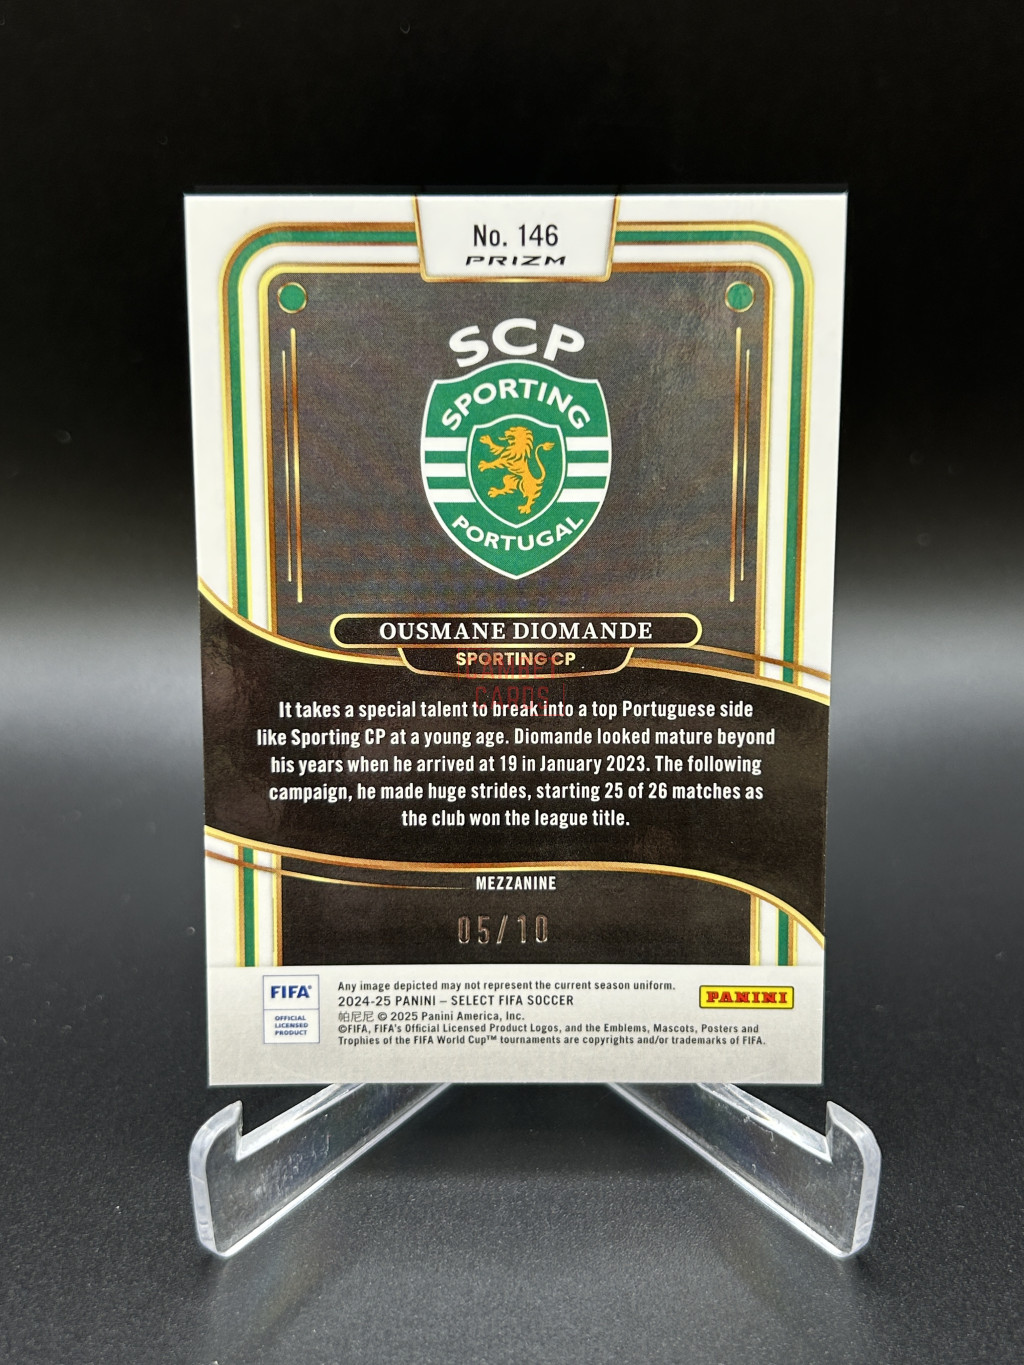 No. 146
PRIZM
SCP
SPORTING
PORTUGAL
OUSMANE DIOMANDE
SPORTING CP
CARDS
It takes a special talent to break into a top Portuguese side
like Sporting CP at a young age. Diomande looked mature beyond
his years when he arrived at 19 in January 2023. The following
campaign, he made huge strides, starting 25 of 26 matches as
the club won the league title.
MEZZANINE
05/10
FIFA®
OFFICIAL
LICENSED
PRODUCT
Any image depicted may not represent the current season uniform.
2024-25 PANINI – SELECT FIFA SOCCER
帕尼尼 © 2025 Panini America, Inc.
©FIFA, FIFA's Official Licensed Product Logos, and the Emblems, Mascots, Posters and
Trophies of the FIFA World Cup™ tournaments are copyrights and/or trademarks of FIFA.
PANINI